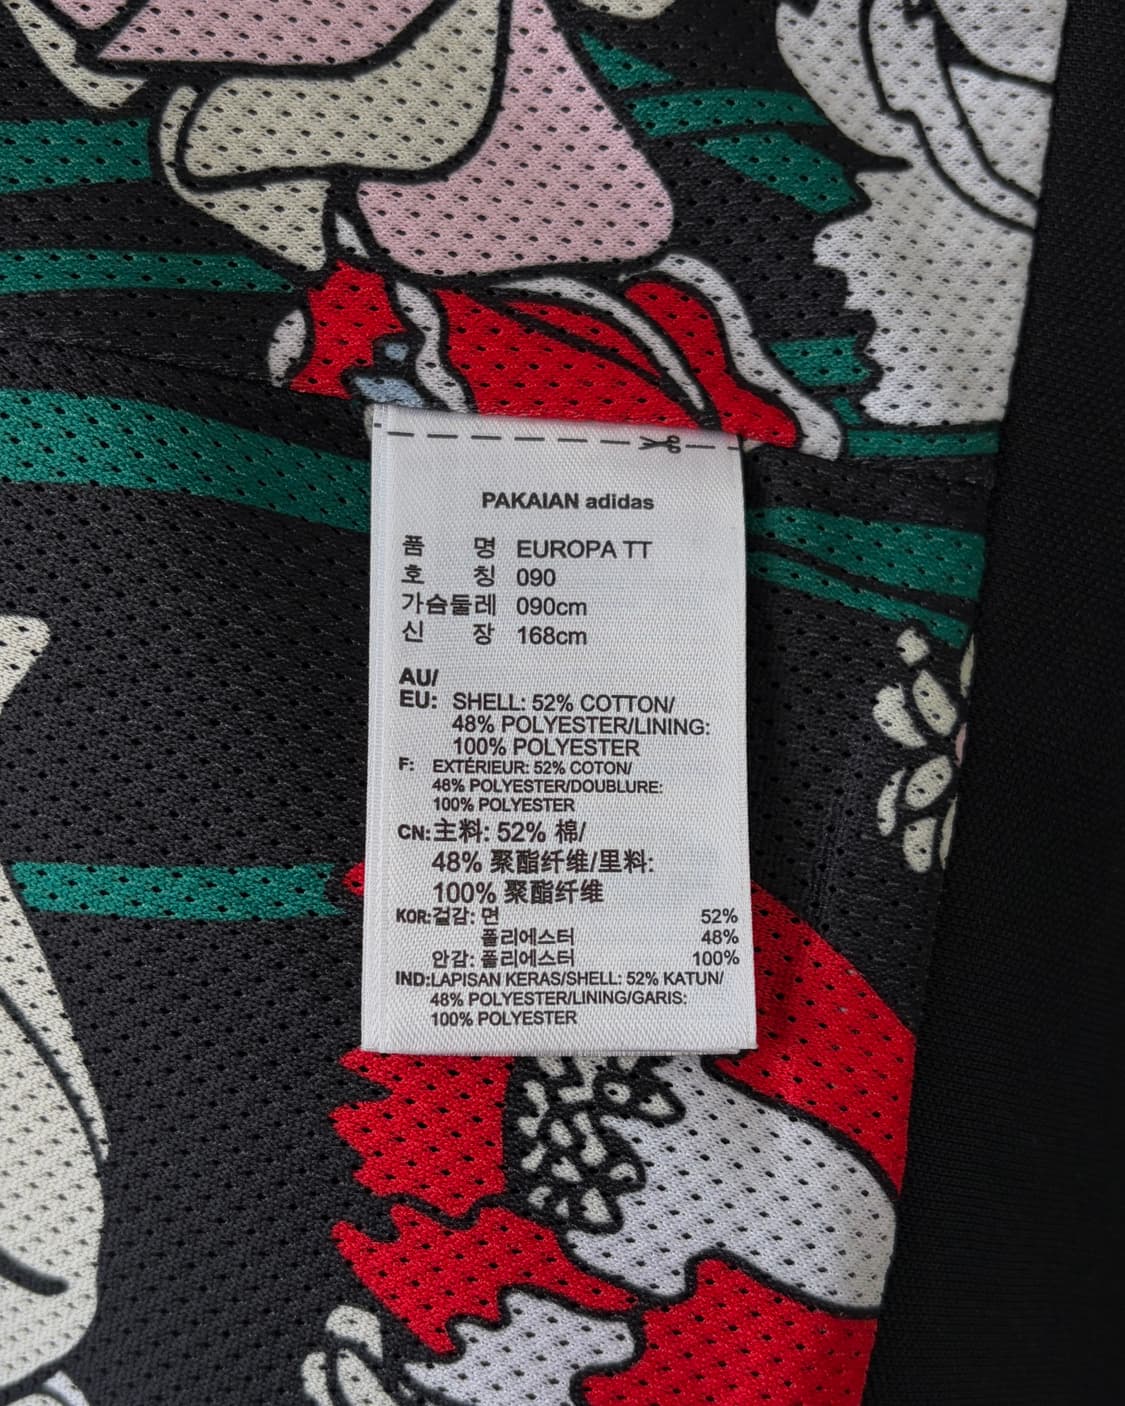 PAKAIAN adidas
품 명 EUROPA TT
호 칭 090
가슴둘레 090cm
신 장 168cm
AU/
EU: SHELL: 52% COTTON/
48% POLYESTER/LINING:
100% POLYESTER
F: EXTÉRIEUR: 52% COTON/
48% POLYESTER/DOUBLURE:
100% POLYESTER
CN: 主料: 52% 棉/
48% 聚酯纤维/里料:
100% 聚酯纤维
KOR: 겉감: 면 52%
폴리에스터 48%
안감: 폴리에스터 100%
IND: LAPISAN KERAS/SHELL: 52% KATUN/
48% POLYESTER/LINING/GARIS:
100% POLYESTER